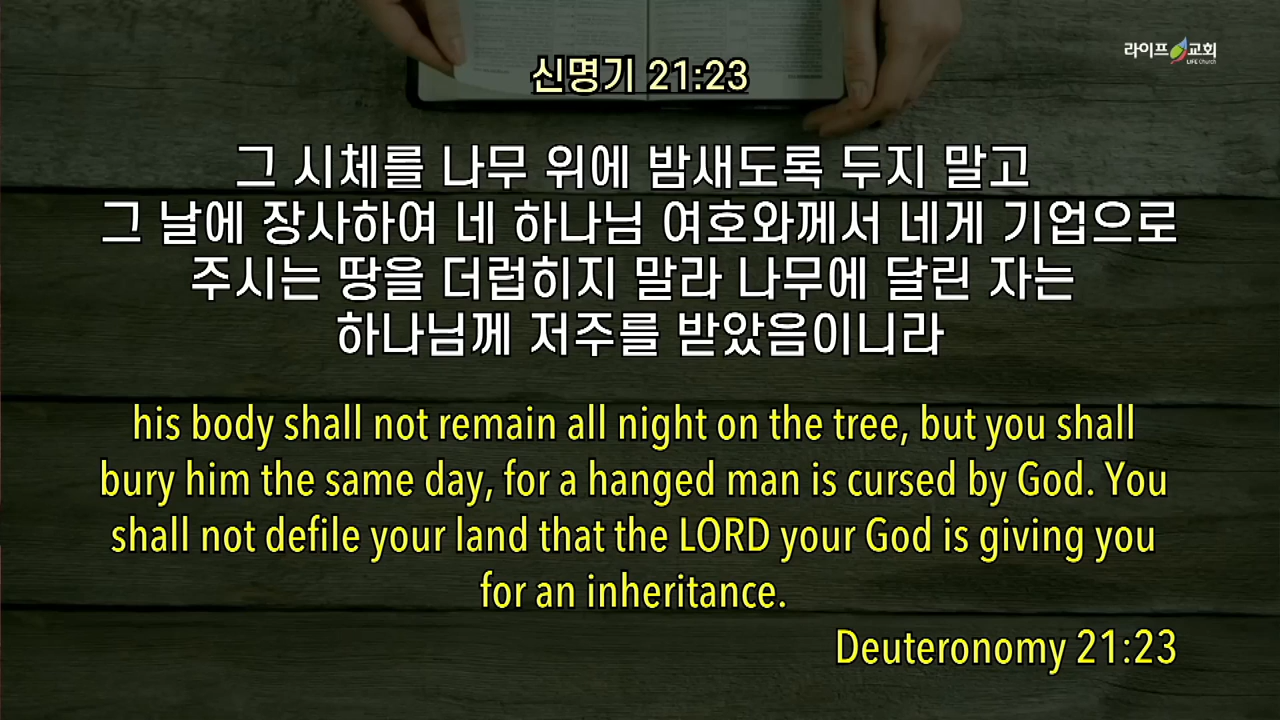 라이프교회
LIFE Church
신명기 21:23
그 시체를 나무 위에 밤새도록 두지 말고
그 날에 장사하여 네 하나님 여호와께서 네게 기업으로
주시는 땅을 더럽히지 말라 나무에 달린 자는
하나님께 저주를 받았음이니라
his body shall not remain all night on the tree, but you shall
bury him the same day, for a hanged man is cursed by God. You
shall not defile your land that the LORD your God is giving you
for an inheritance.
Deuteronomy 21:23